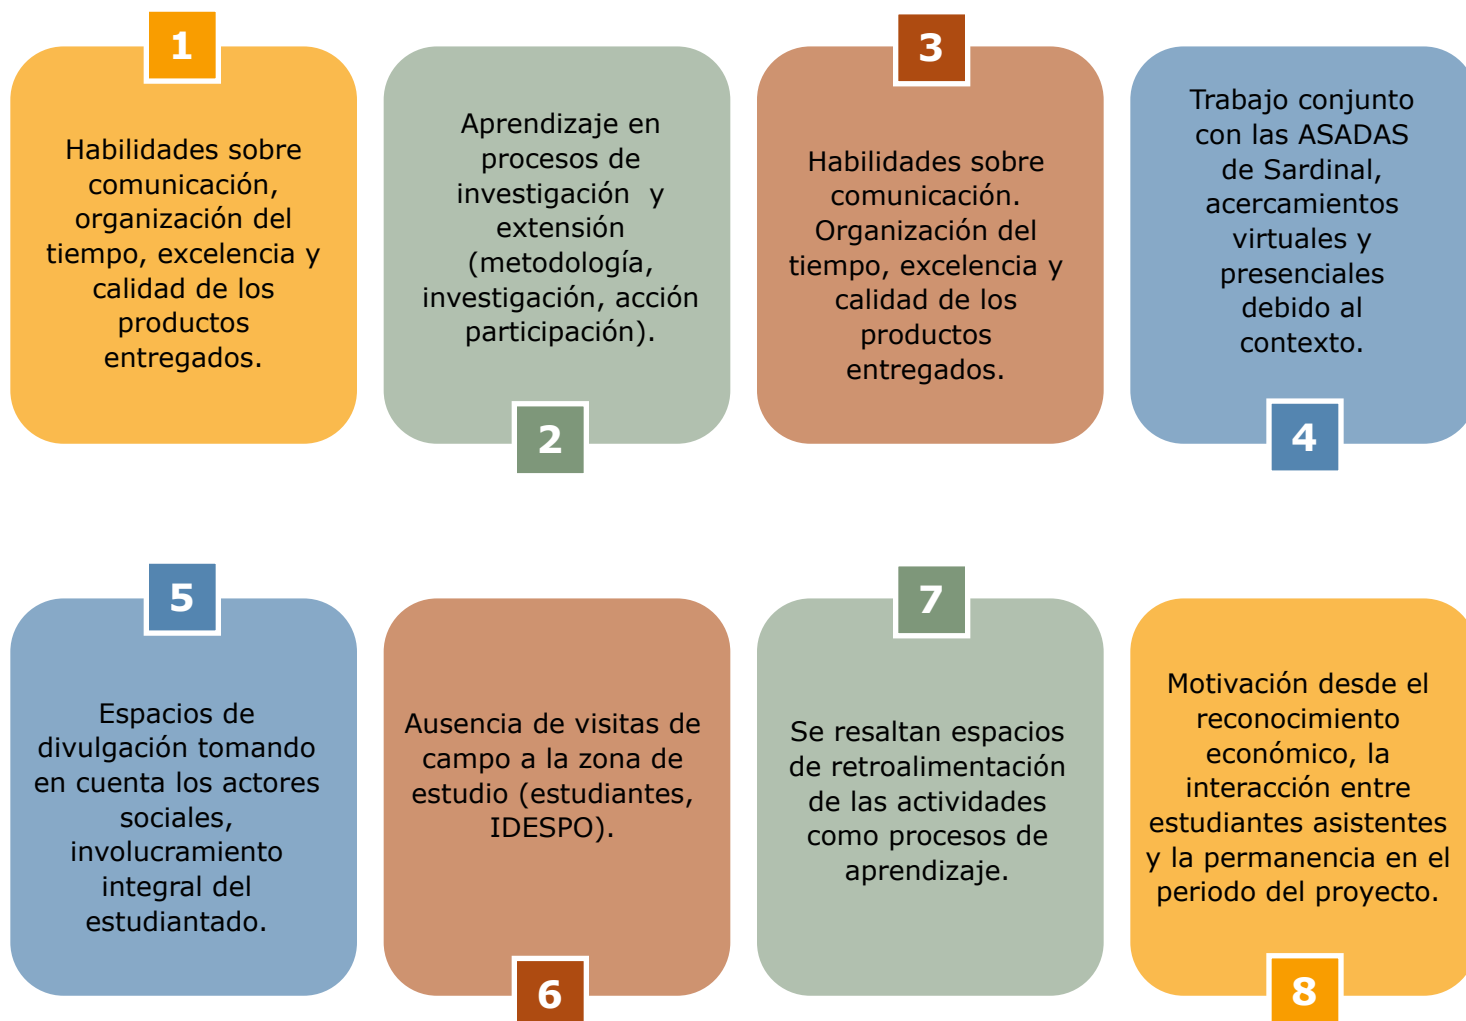 1
Habilidades sobre
comunicación,
organización del
tiempo, excelencia y
calidad de los
productos
entregados.
Aprendizaje en
procesos de
investigación y
extensión
(metodología,
investigación, acción
participación).
2
3
Habilidades sobre
comunicación.
Organización del
tiempo, excelencia y
calidad de los
productos
entregados.
Trabajo conjunto
con las ASADAS
de Sardinal,
acercamientos
virtuales y
presenciales
debido al
contexto.
4
5
Espacios de
divulgación tomando
en cuenta los actores
sociales,
involucramiento
integral del
estudiantado.
Ausencia de visitas de
campo a la zona de
estudio (estudiantes,
IDESPO).
6
7
Se resaltan espacios
de retroalimentación
de las actividades
como procesos de
aprendizaje.
Motivación desde el
reconocimiento
económico, la
interacción entre
estudiantes asistentes
y la permanencia en el
periodo del proyecto.
8